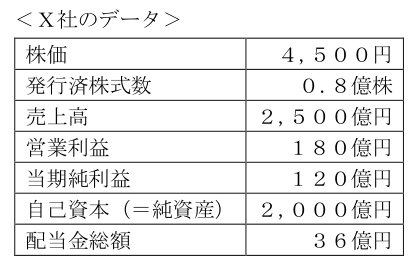 ＜Ｘ社のデータ＞
株価 ４，５００円
発行済株式数 ０．８億株
売上高 ２，５００億円
営業利益 １８０億円
当期純利益 １２０億円
自己資本（＝純資産） ２，０００億円
配当金総額 ３６億円